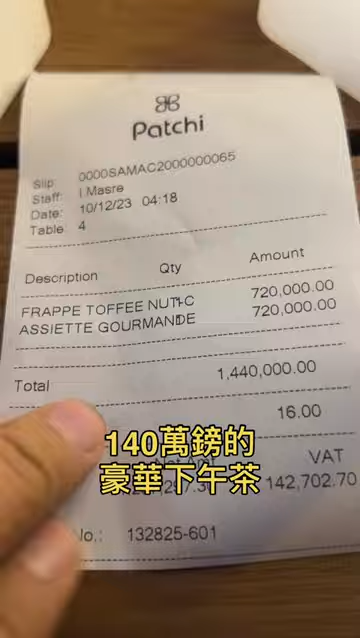 Patchi
Slip: 0000SAMAC2000000065
Staff: I Masre
Date: 10/12/23 04:18
Table: 4
Description Qty Amount
FRAPPE TOFFEE NUT-C 720,000.00
ASSIETTE GOURMANDE 720,000.00
Total 1,440,000.00
16.00
140萬鎊的
VAT
豪華下午茶
142,702.70
No.: 132825-601